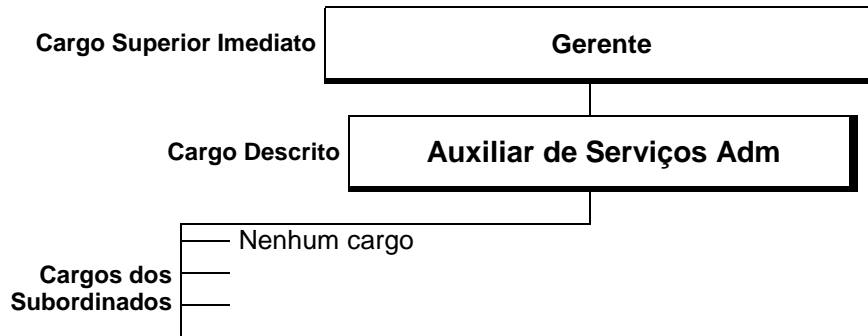 Cargo Superior Imediato
Gerente
Cargo Descrito
Auxiliar de Serviços Adm
Nenhum cargo
Cargos dos
Subordinados